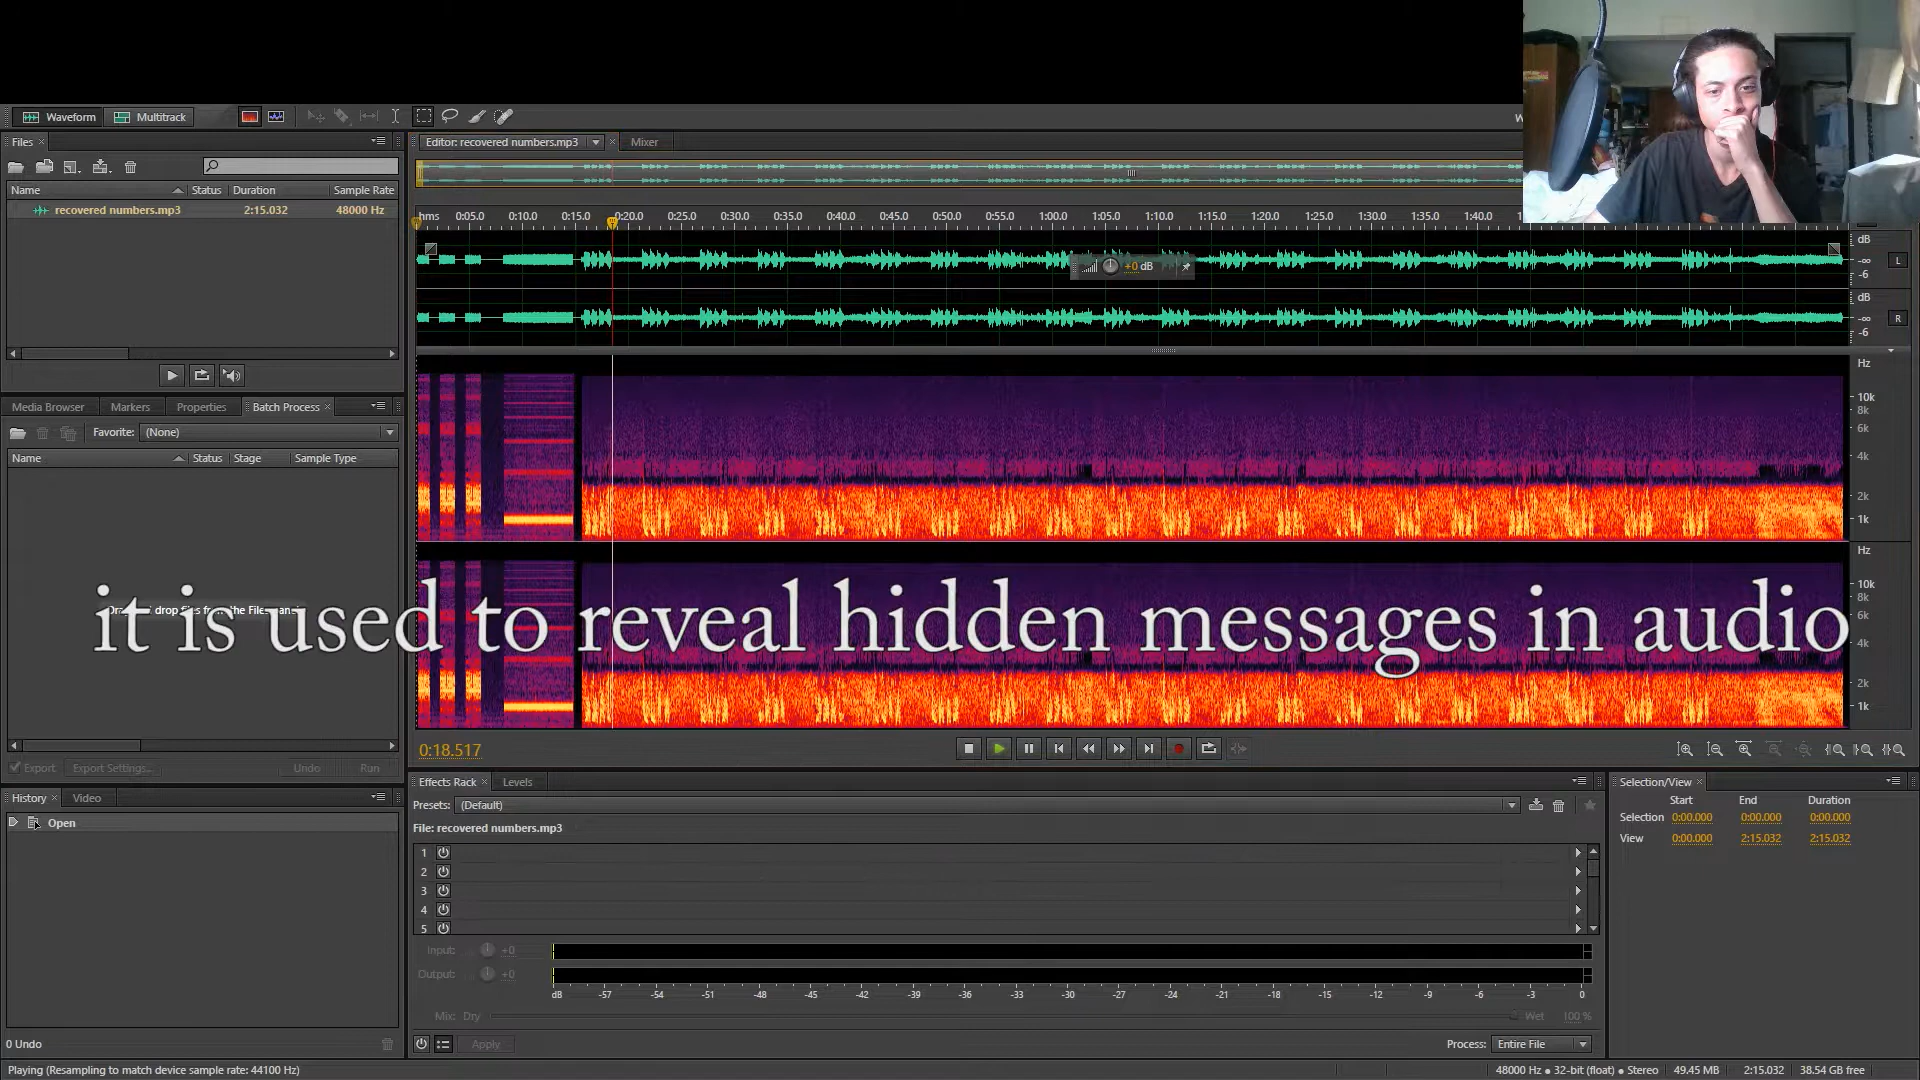 Waveform
Multitrack
Files
Name Status Duration Sample Rate
recovered numbers.mp3 2:15.032 48000 Hz
Media Browser Markers Properties Batch Process
Favorite: (None)
Name Status Stage Sample Type
Export Export Settings... Undo Run
History Video
Open
0 Undo
Playing (Resampling to match device sample rate: 44100 Hz)
Editor: recovered numbers.mp3 Mixer
hms 0:05.0 0:10.0 0:15.0 0:20.0 0:25.0 0:30.0 0:35.0 0:40.0 0:45.0 0:50.0 0:55.0 1:00.0 1:05.0 1:10.0 1:15.0 1:20.0 1:25.0 1:30.0 1:35.0 1:40.0
+0 dB
dB
-∞
-6
L
dB
-∞
-6
R
Hz
10k
8k
6k
4k
2k
1k
Hz
10k
8k
6k
4k
2k
1k
it is used to reveal hidden messages in audio
0:18.517
Effects Rack Levels
Presets: (Default)
File: recovered numbers.mp3
1
2
3
4
5
Input: +0
Output: +0
dB -57 -54 -51 -48 -45 -42 -39 -36 -33 -30 -27 -24 -21 -18 -15 -12 -9 -6 -3 0
Mix: Dry Wet 100 %
Apply
Process: Entire File
Selection/View
Start End Duration
Selection 0:00.000 0:00.000 0:00.000
View 0:00.000 2:15.032 2:15.032
48000 Hz • 32-bit (float) • Stereo 49.45 MB 2:15.032 38.54 GB free